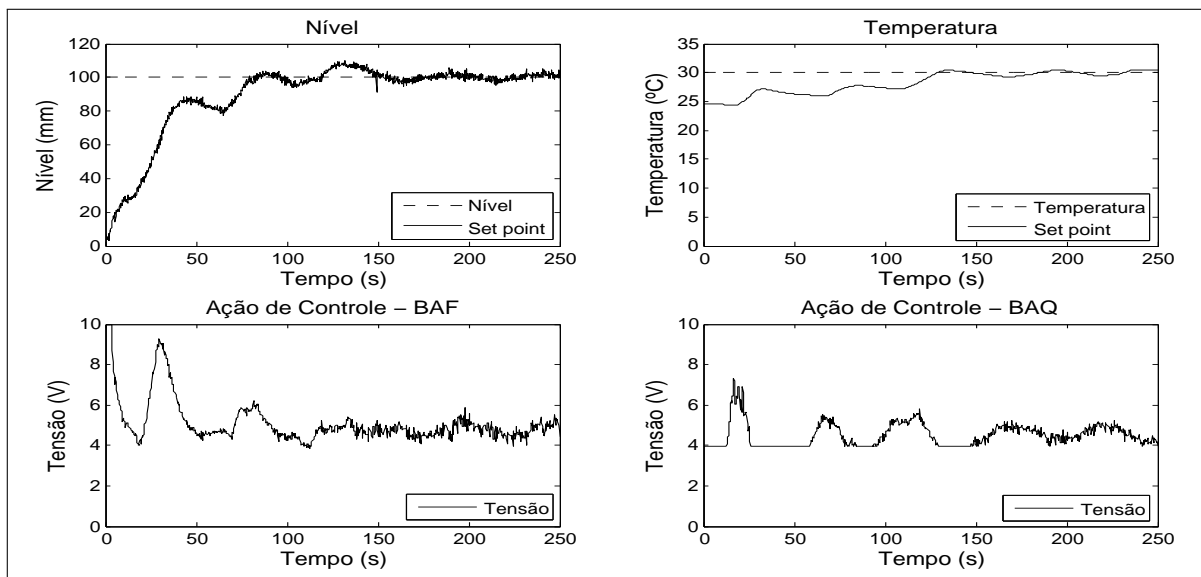 Nível
Nível (mm)
120
100
80
60
40
20
0
0 50 100 150 200 250
Tempo (s)
Nível
Set point
Temperatura
Temperatura (ºC)
35
30
25
20
15
10
5
0
0 50 100 150 200 250
Tempo (s)
Temperatura
Set point
Ação de Controle – BAF
Tensão (V)
10
8
6
4
2
0
0 50 100 150 200 250
Tempo (s)
Tensão
Ação de Controle – BAQ
Tensão (V)
10
8
6
4
2
0
0 50 100 150 200 250
Tempo (s)
Tensão